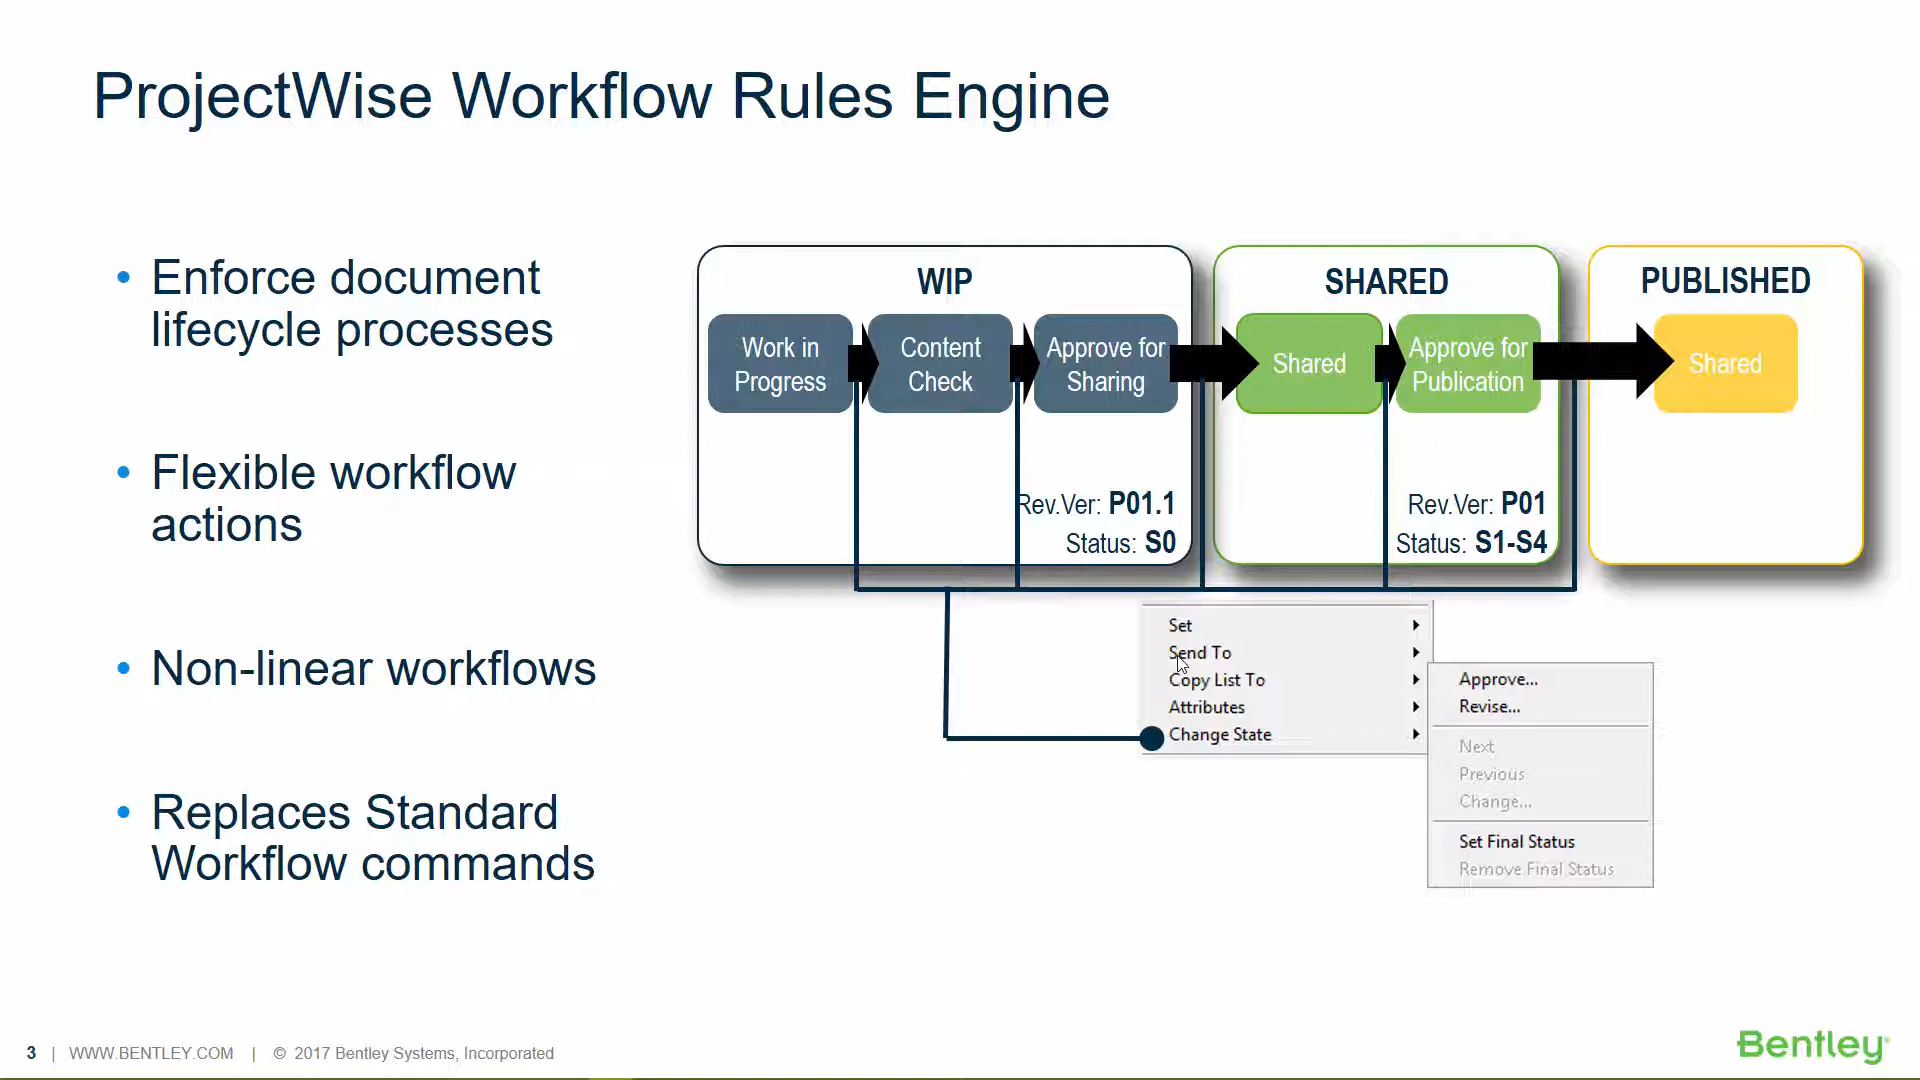 ProjectWise Workflow Rules Engine
• Enforce document
lifecycle processes
• Flexible workflow
actions
• Non-linear workflows
• Replaces Standard
Workflow commands
WIP
Work in
Progress
Content
Check
Approve for
Sharing
Rev.Ver: P01.1
Status: S0
SHARED
Shared
Approve for
Publication
Rev.Ver: P01
Status: S1-S4
PUBLISHED
Shared
Set
Send To
Copy List To
Attributes
Change State
Approve...
Revise...
Next
Previous
Change...
Set Final Status
Remove Final Status
3 | WWW.BENTLEY.COM | © 2017 Bentley Systems, Incorporated
Bentley